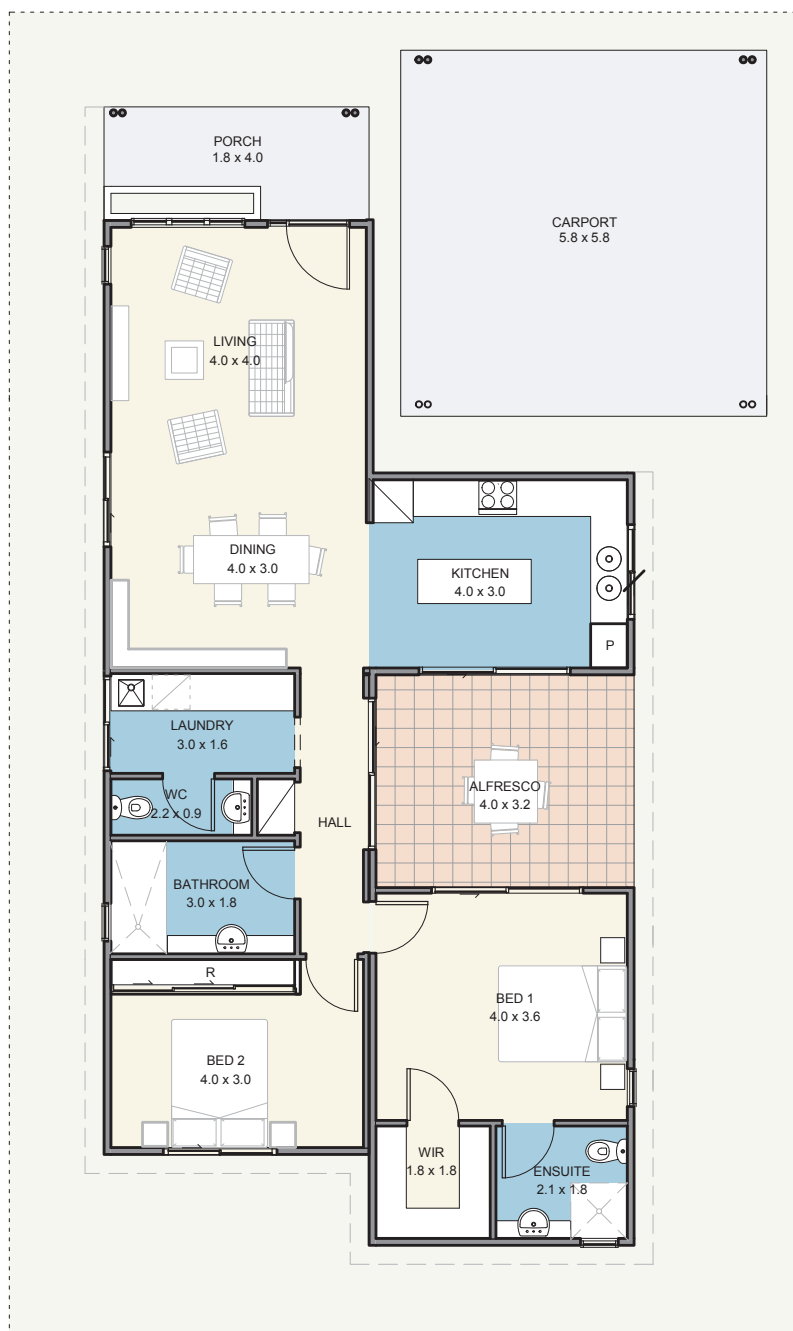 PORCH
1.8 x 4.0
CARPORT
5.8 x 5.8
LIVING
4.0 x 4.0
DINING
4.0 x 3.0
KITCHEN
4.0 x 3.0
P
LAUNDRY
3.0 x 1.6
WC
2.2 x 0.9
HALL
ALFRESCO
4.0 x 3.2
BATHROOM
3.0 x 1.8
R
BED 1
4.0 x 3.6
BED 2
4.0 x 3.0
WIR
1.8 x 1.8
ENSUITE
2.1 x 1.8